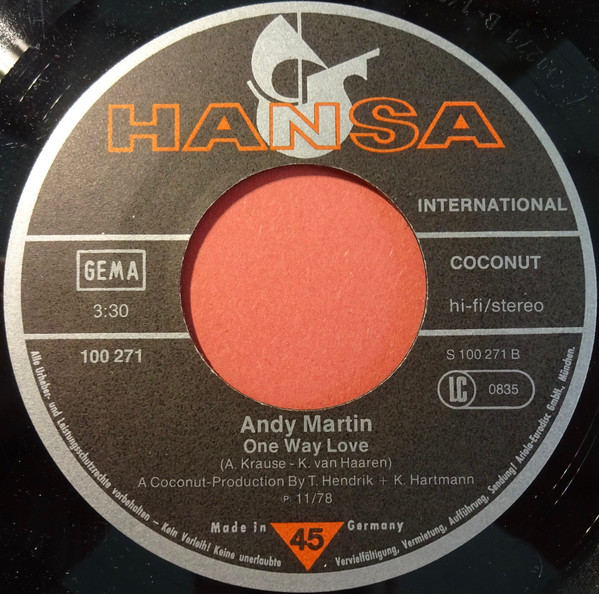 HANSA
INTERNATIONAL
GEMA
COCONUT
3:30
hi-fi/stereo
100 271
S 100 271 B
LC 0835
Andy Martin
One Way Love
(A. Krause - K. van Haaren)
A Coconut-Production By T. Hendrik + K. Hartmann
℗ 11/78
Made in 45 Germany
Alle Urheber- und Leistungsschutzrechte vorbehalten - Kein Verleih! Keine unerlaubte Vervielfältigung, Vermietung, Aufführung, Sendung! Ariola-Eurodisc GmbH, München.